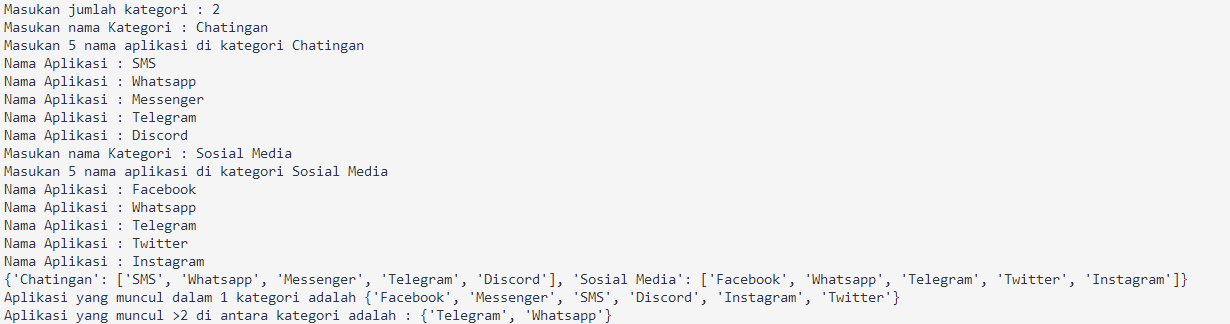 Masukan jumlah kategori : 2
Masukan nama Kategori : Chatingan
Masukan 5 nama aplikasi di kategori Chatingan
Nama Aplikasi : SMS
Nama Aplikasi : Whatsapp
Nama Aplikasi : Messenger
Nama Aplikasi : Telegram
Nama Aplikasi : Discord
Masukan nama Kategori : Sosial Media
Masukan 5 nama aplikasi di kategori Sosial Media
Nama Aplikasi : Facebook
Nama Aplikasi : Whatsapp
Nama Aplikasi : Telegram
Nama Aplikasi : Twitter
Nama Aplikasi : Instagram
{'Chatingan': ['SMS', 'Whatsapp', 'Messenger', 'Telegram', 'Discord'], 'Sosial Media': ['Facebook', 'Whatsapp', 'Telegram', 'Twitter', 'Instagram']}
Aplikasi yang muncul dalam 1 kategori adalah {'Facebook', 'Messenger', 'SMS', 'Discord', 'Instagram', 'Twitter'}
Aplikasi yang muncul >2 di antara kategori adalah : {'Telegram', 'Whatsapp'}